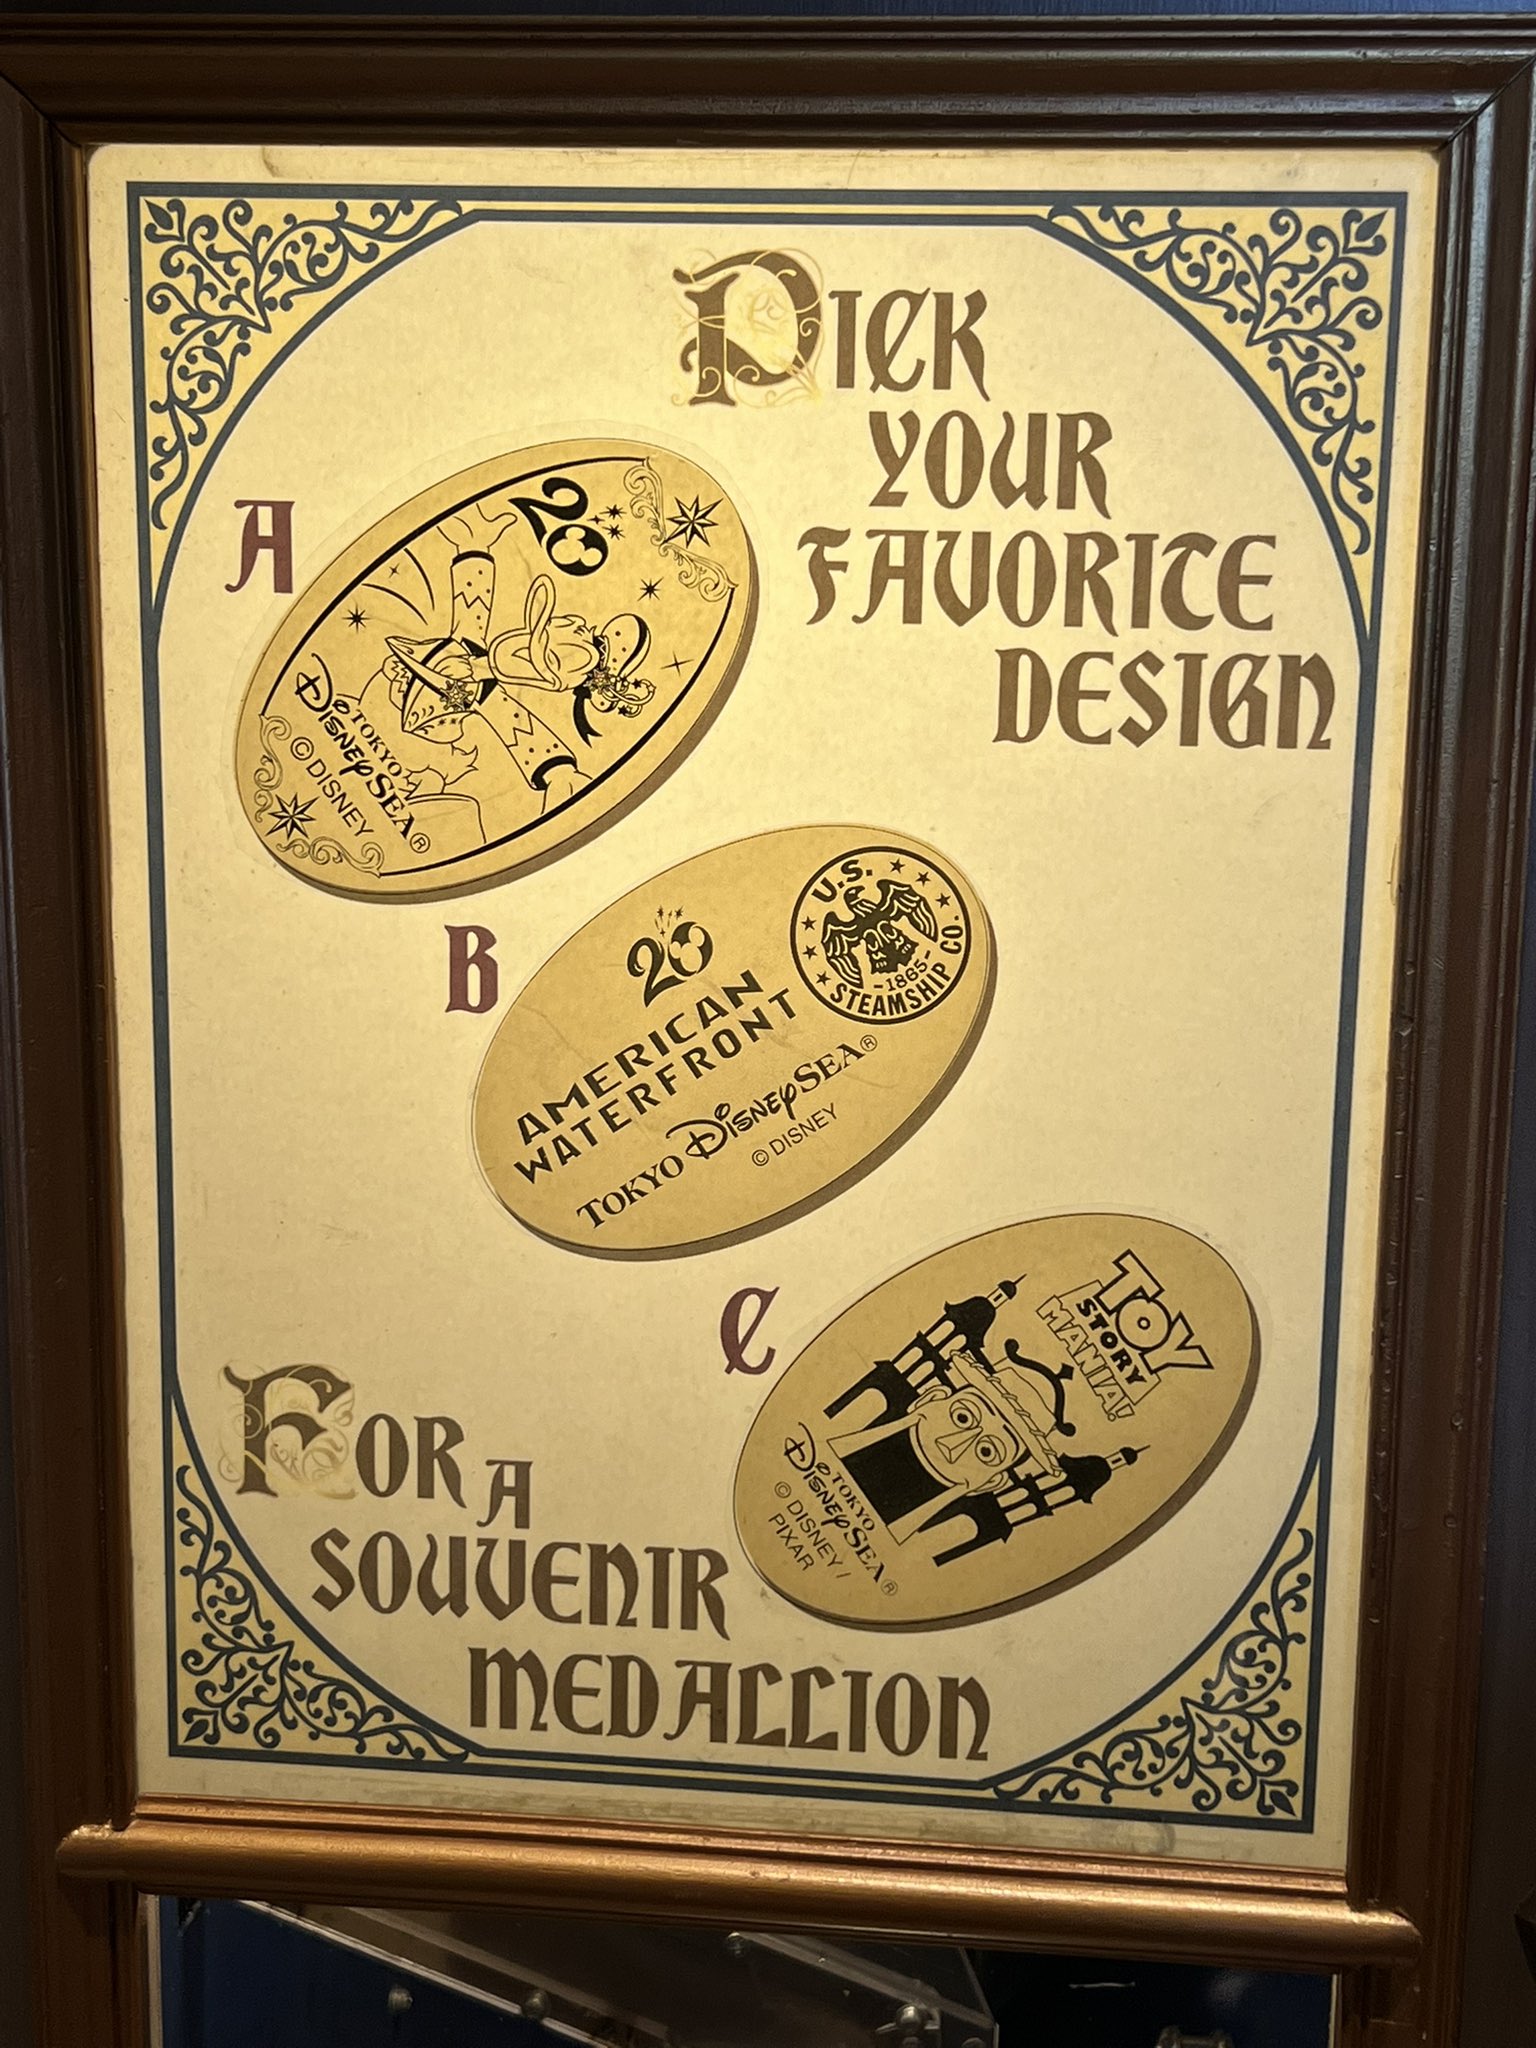 PICK
YOUR
FAVORITE
DESIGN
A
20
TOKYO
DISNEYSEA®
©DISNEY
B
20
AMERICAN
WATERFRONT
TOKYO DISNEYSEA®
© DISNEY
U.S.
-1865-
STEAMSHIP CO.
C
TOY
STORY
MANIA!
TOKYO
DISNEYSEA®
© DISNEY /
PIXAR
FOR A
SOUVENIR
MEDALLION